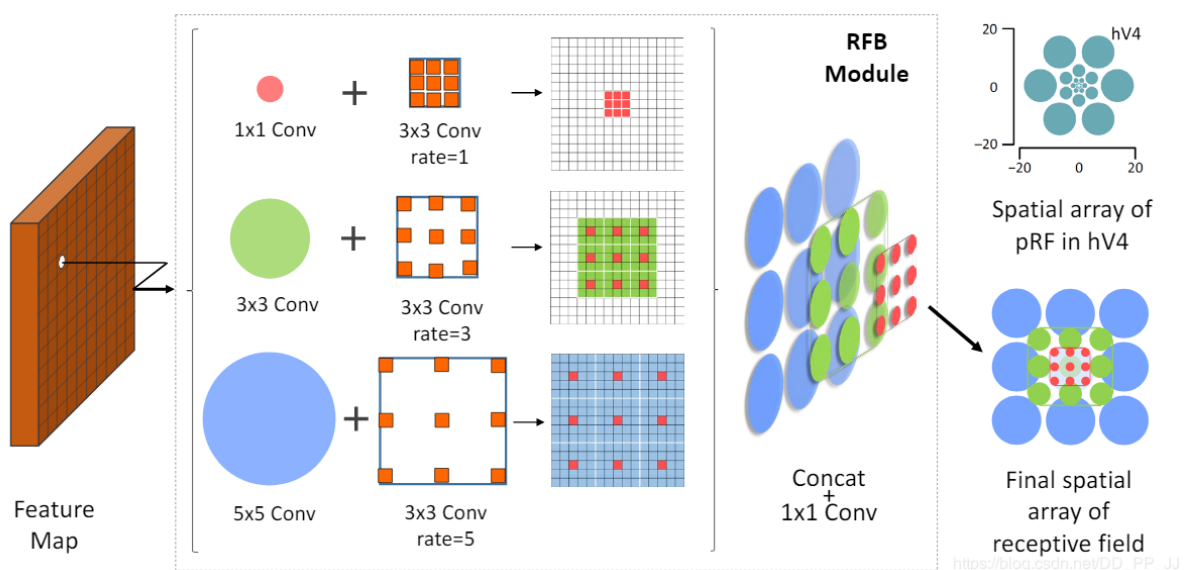 Feature
Map
1x1 Conv
+
3x3 Conv
rate=1
3x3 Conv
+
3x3 Conv
rate=3
5x5 Conv
+
3x3 Conv
rate=5
RFB
Module
Concat
+
1x1 Conv
20
0
−20
−20
0
20
hV4
Spatial array of
pRF in hV4
Final spatial
array of
receptive field
https://blog.csdn.net/DD_PP_JJ